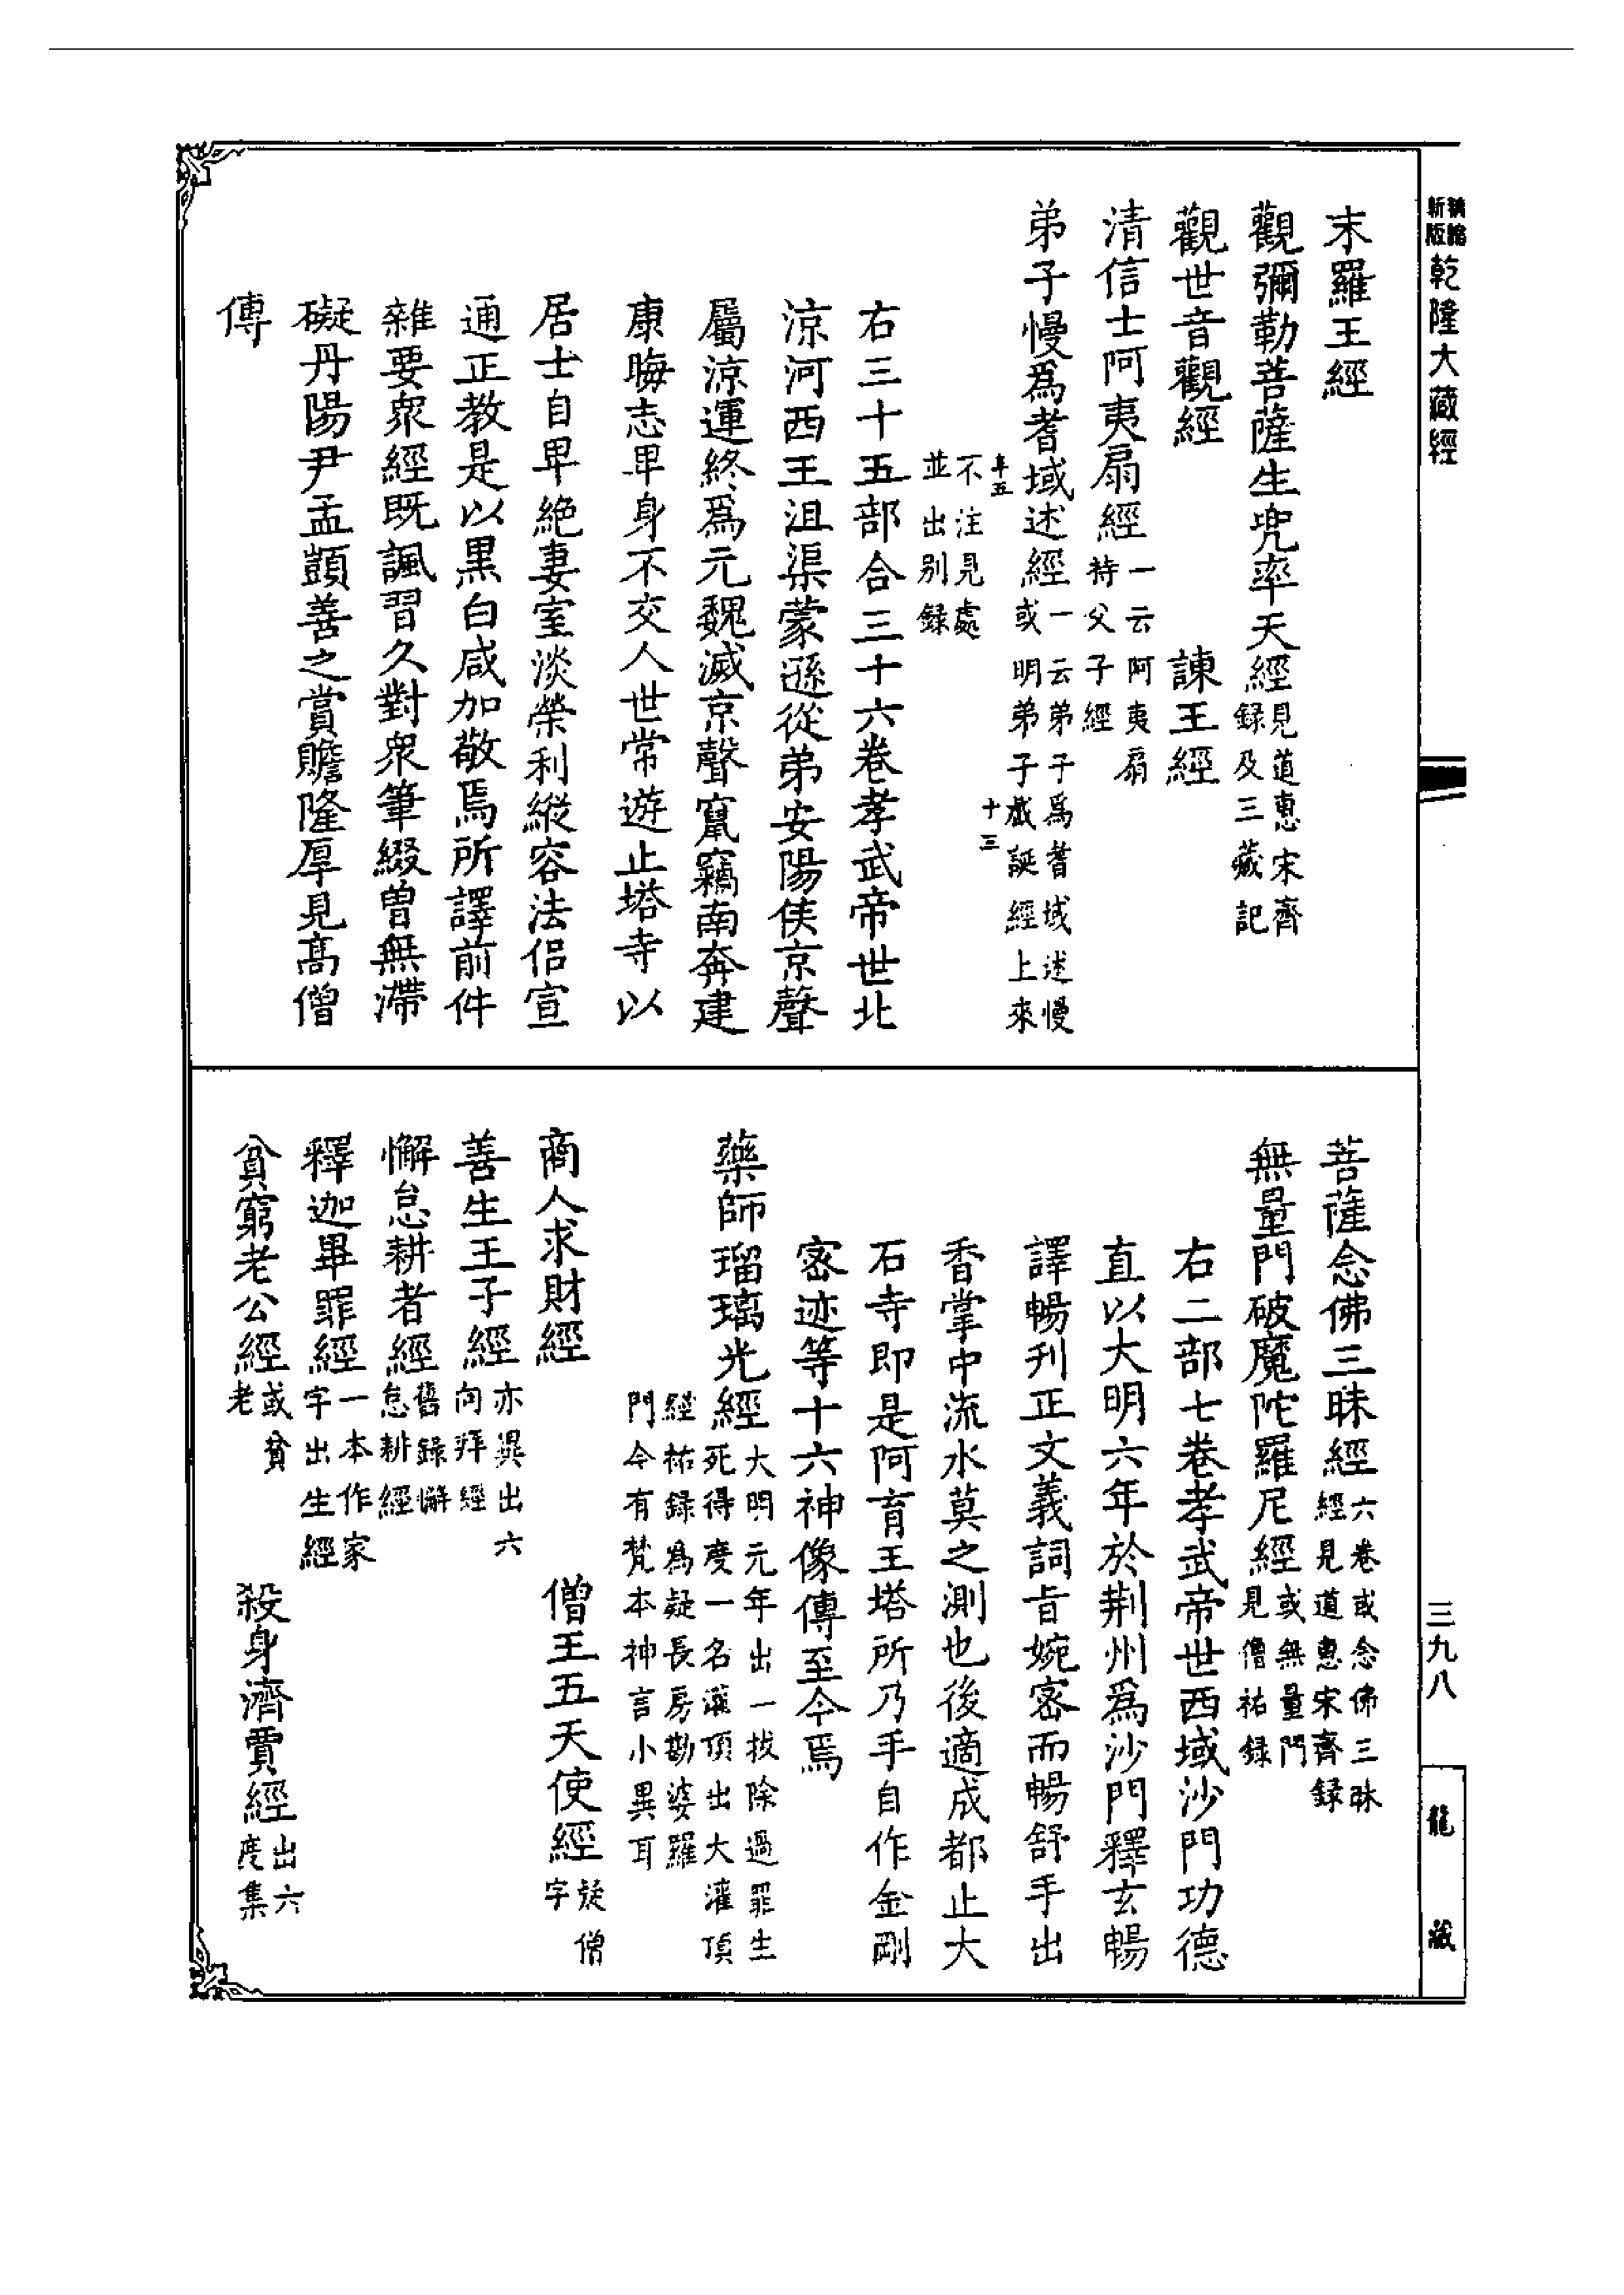 新版
縮
乾隆大藏經
三九八
龍藏
末羅王經
觀彌勒菩薩生兜率天經見道惠宋齊錄及三藏記
觀世音觀經 諫王經
清信士阿夷扇經一云阿夷扇持父子經
弟子慢爲耆域述經一云弟子爲耆域述慢或明弟子戲誕經上來
年五
十三
不注見處並出別錄
右三十五部合三十六卷孝武帝世北
涼河西王沮渠蒙遜從弟安陽侯京聲
屬涼運終爲元魏滅京聲竄竊南奔建
康晦志卑身不交人世常遊止塔寺以
居士自卑絕妻室淡榮利縱容法侶宣
通正教是以黑白咸加敬焉所譯前件
雜要衆經既諷習久對衆筆綴曾無滯
礙丹陽尹孟顗善之賞贍隆厚見高僧
傳
菩薩念佛三昧經六卷或念佛三昧經見道惠宋齊錄
無量門破魔陀羅尼經或無量門見僧祐錄
右二部七卷孝武帝世西域沙門功德
直以大明六年於荆州爲沙門釋玄暢
譯暢刊正文義詞旨婉密而暢舒手出
香掌中流水莫之測也後適成都止大
石寺即是阿育王塔所乃手自作金剛
密迹等十六神像傳至今焉
藥師瑠璃光經大明元年出一拔除過罪生死得度一名灌頂出大灌頂
經祐錄爲疑長房勘婆羅門今有梵本神言小異耳
商人求財經 僧王五天使經茷僧字
善生王子經亦異出六向拜經
懈怠耕者經舊錄懈怠耕經
釋迦畢罪經一本作家字出生經
貧窮老公經或貧老 殺身濟賈經出六度集